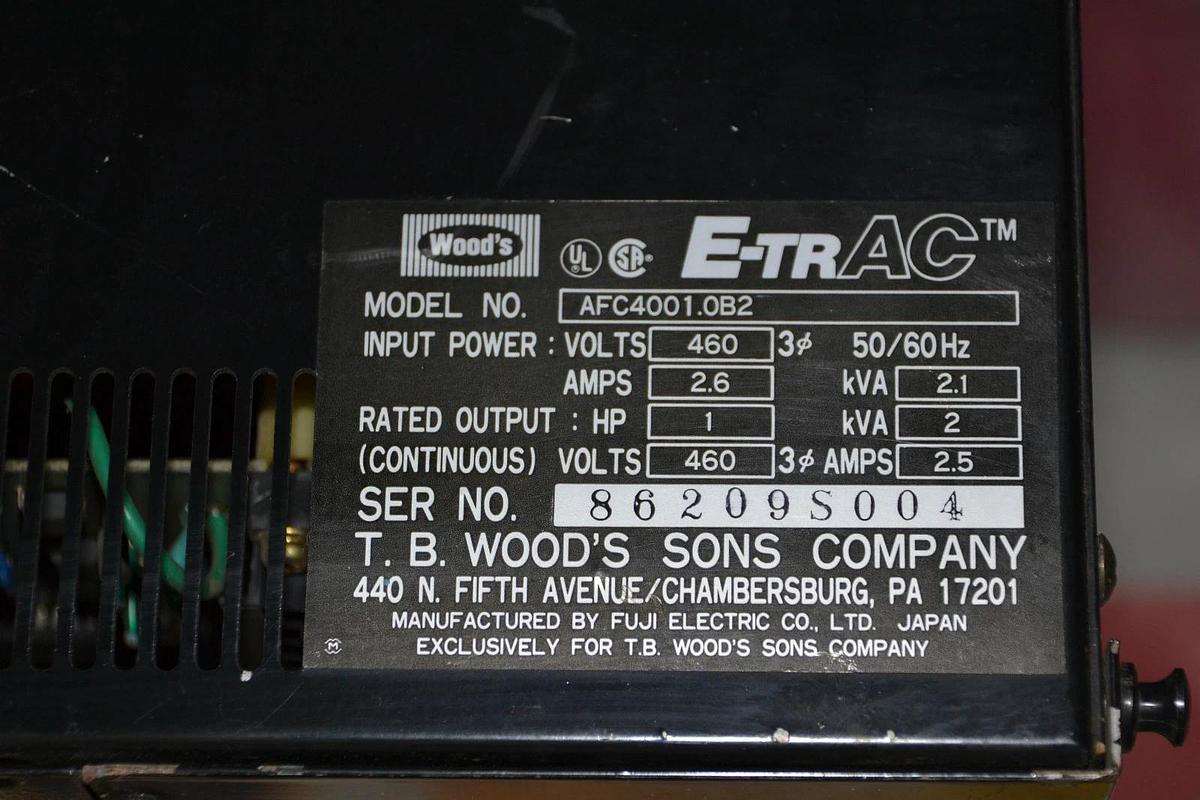 Wood's UL® SA® E-TRAC™
MODEL NO. AFC4001.0B2
INPUT POWER : VOLTS 460 3φ 50/60Hz
AMPS 2.6 kVA 2.1
RATED OUTPUT : HP 1 kVA 2
(CONTINUOUS) VOLTS 460 3φ AMPS 2.5
SER NO. 86209S004
T. B. WOOD'S SONS COMPANY
440 N. FIFTH AVENUE/CHAMBERSBURG, PA 17201
MANUFACTURED BY FUJI ELECTRIC CO., LTD. JAPAN
EXCLUSIVELY FOR T.B. WOOD'S SONS COMPANY